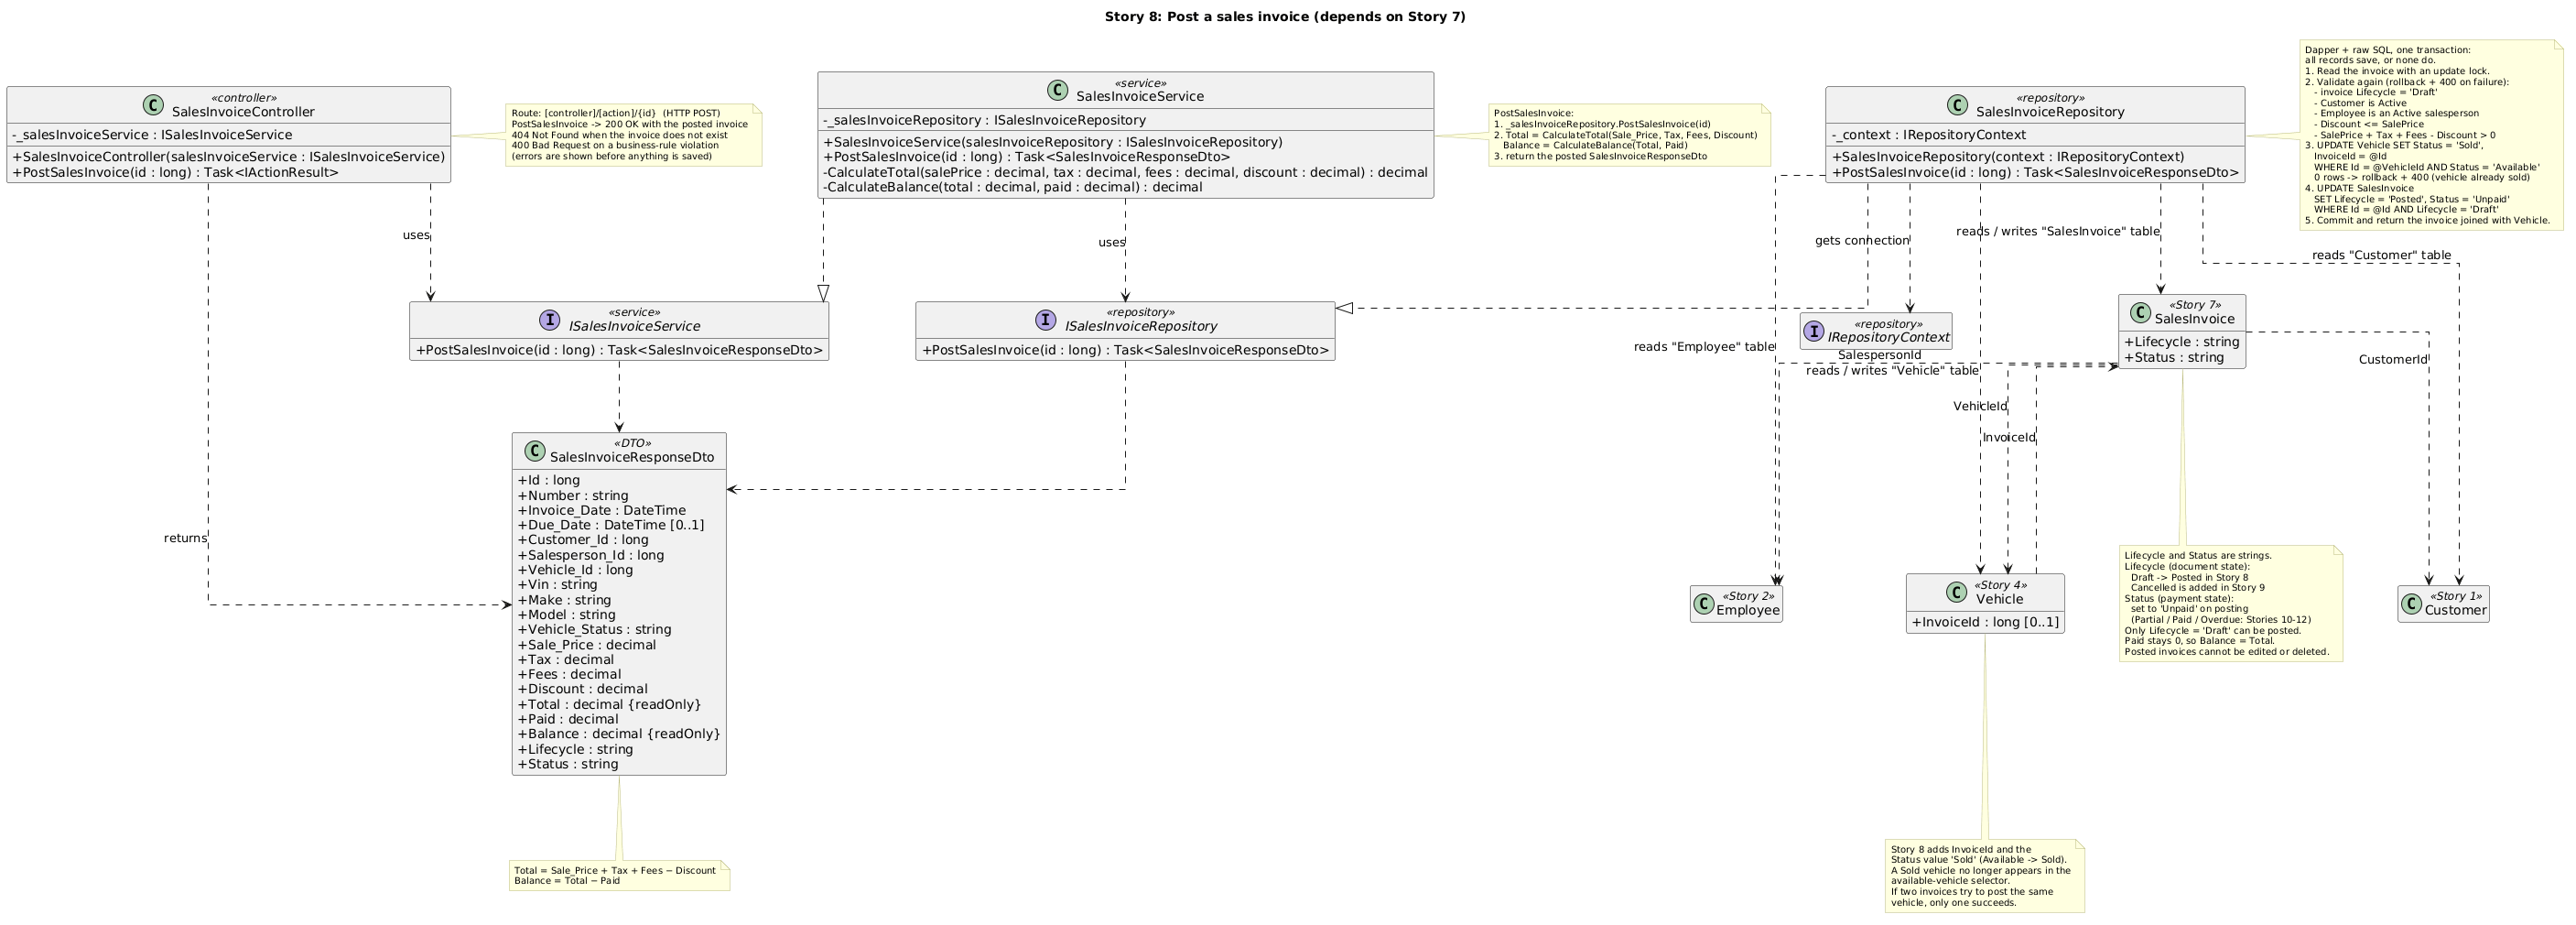 Story 8: Post a sales invoice (depends on Story 7)
C
«controller»
SalesInvoiceController
-_salesInvoiceService : ISalesInvoiceService
+SalesInvoiceController(salesInvoiceService : ISalesInvoiceService)
+PostSalesInvoice(id : long) : Task<IActionResult>
Route: [controller]/[action]/{id}  (HTTP POST)
PostSalesInvoice -> 200 OK with the posted invoice
404 Not Found when the invoice does not exist
400 Bad Request on a business-rule violation
(errors are shown before anything is saved)
C
«service»
SalesInvoiceService
-_salesInvoiceRepository : ISalesInvoiceRepository
+SalesInvoiceService(salesInvoiceRepository : ISalesInvoiceRepository)
+PostSalesInvoice(id : long) : Task<SalesInvoiceResponseDto>
-CalculateTotal(salePrice : decimal, tax : decimal, fees : decimal, discount : decimal) : decimal
-CalculateBalance(total : decimal, paid : decimal) : decimal
PostSalesInvoice:
1. _salesInvoiceRepository.PostSalesInvoice(id)
2. Total = CalculateTotal(Sale_Price, Tax, Fees, Discount)
Balance = CalculateBalance(Total, Paid)
3. return the posted SalesInvoiceResponseDto
C
«repository»
SalesInvoiceRepository
-_context : IRepositoryContext
+SalesInvoiceRepository(context : IRepositoryContext)
+PostSalesInvoice(id : long) : Task<SalesInvoiceResponseDto>
Dapper + raw SQL, one transaction:
all records save, or none do.
1. Read the invoice with an update lock.
2. Validate again (rollback + 400 on failure):
- invoice Lifecycle = 'Draft'
- Customer is Active
- Employee is an Active salesperson
- Discount <= SalePrice
- SalePrice + Tax + Fees - Discount > 0
3. UPDATE Vehicle SET Status = 'Sold',
InvoiceId = @Id
WHERE Id = @VehicleId AND Status = 'Available'
0 rows -> rollback + 400 (vehicle already sold)
4. UPDATE SalesInvoice
SET Lifecycle = 'Posted', Status = 'Unpaid'
WHERE Id = @Id AND Lifecycle = 'Draft'
5. Commit and return the invoice joined with Vehicle.
uses
uses
gets connection
reads / writes "SalesInvoice" table
reads "Customer" table
I
«service»
ISalesInvoiceService
+PostSalesInvoice(id : long) : Task<SalesInvoiceResponseDto>
I
«repository»
ISalesInvoiceRepository
+PostSalesInvoice(id : long) : Task<SalesInvoiceResponseDto>
I
«repository»
IRepositoryContext
C
«Story 7»
SalesInvoice
+Lifecycle : string
+Status : string
reads "Employee" table
SalespersonId
reads / writes "Vehicle" table
CustomerId
VehicleId
InvoiceId
returns
C
«DTO»
SalesInvoiceResponseDto
+Id : long
+Number : string
+Invoice_Date : DateTime
+Due_Date : DateTime [0..1]
+Customer_Id : long
+Salesperson_Id : long
+Vehicle_Id : long
+Vin : string
+Make : string
+Model : string
+Vehicle_Status : string
+Sale_Price : decimal
+Tax : decimal
+Fees : decimal
+Discount : decimal
+Total : decimal {readOnly}
+Paid : decimal
+Balance : decimal {readOnly}
+Lifecycle : string
+Status : string
C
«Story 2»
Employee
C
«Story 4»
Vehicle
+InvoiceId : long [0..1]
Lifecycle and Status are strings.
Lifecycle (document state):
Draft -> Posted in Story 8
Cancelled is added in Story 9
Status (payment state):
set to 'Unpaid' on posting
(Partial / Paid / Overdue: Stories 10-12)
Only Lifecycle = 'Draft' can be posted.
Paid stays 0, so Balance = Total.
Posted invoices cannot be edited or deleted.
C
«Story 1»
Customer
Total = Sale_Price + Tax + Fees − Discount
Balance = Total − Paid
Story 8 adds InvoiceId and the
Status value 'Sold' (Available -> Sold).
A Sold vehicle no longer appears in the
available-vehicle selector.
If two invoices try to post the same
vehicle, only one succeeds.